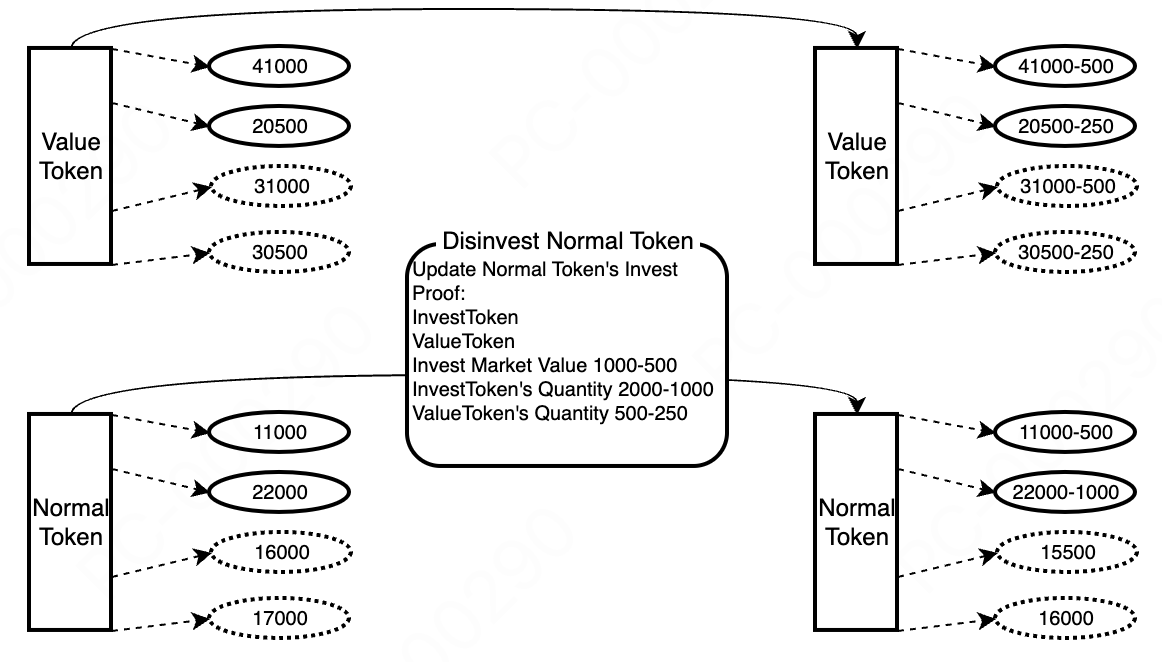 Value
Token
41000
20500
31000
30500
Value
Token
41000-500
20500-250
31000-500
30500-250
Disinvest Normal Token
Update Normal Token's Invest
Proof:
InvestToken
ValueToken
Invest Market Value 1000-500
InvestToken's Quantity 2000-1000
ValueToken's Quantity 500-250
Normal
Token
11000
22000
16000
17000
Normal
Token
11000-500
22000-1000
15500
16000